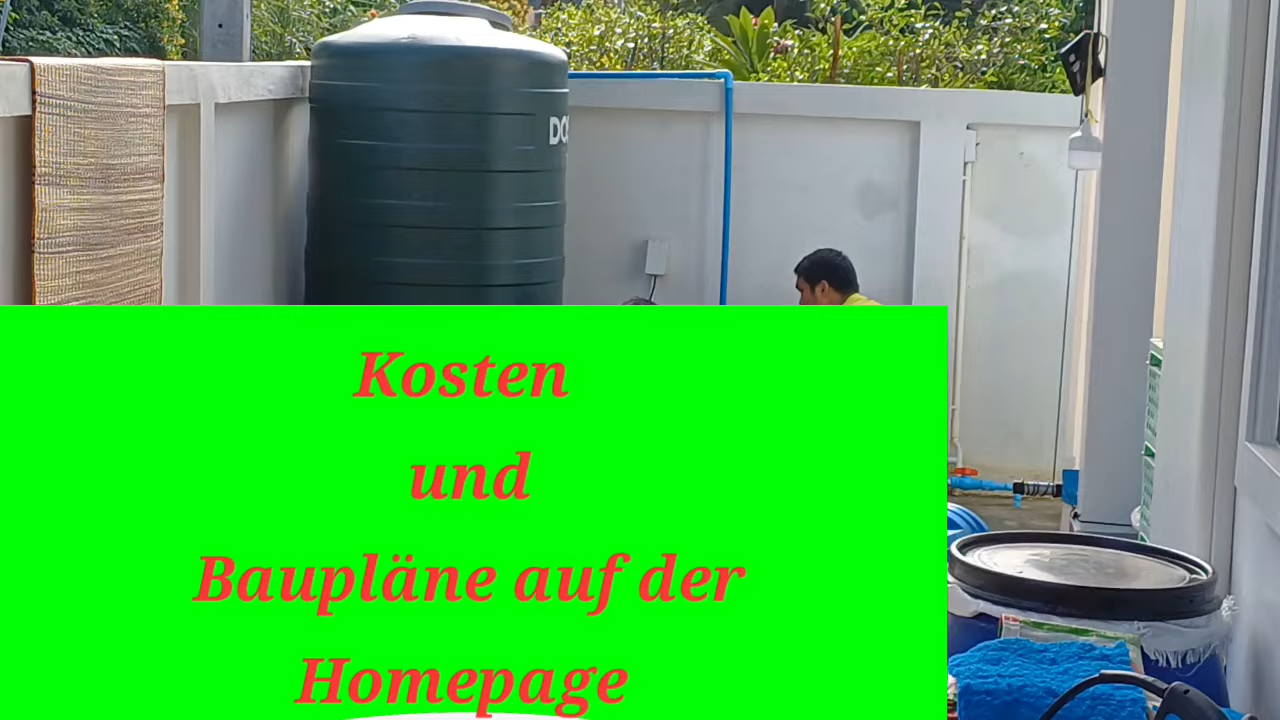 Kosten
und
Baupläne auf der
Homepage